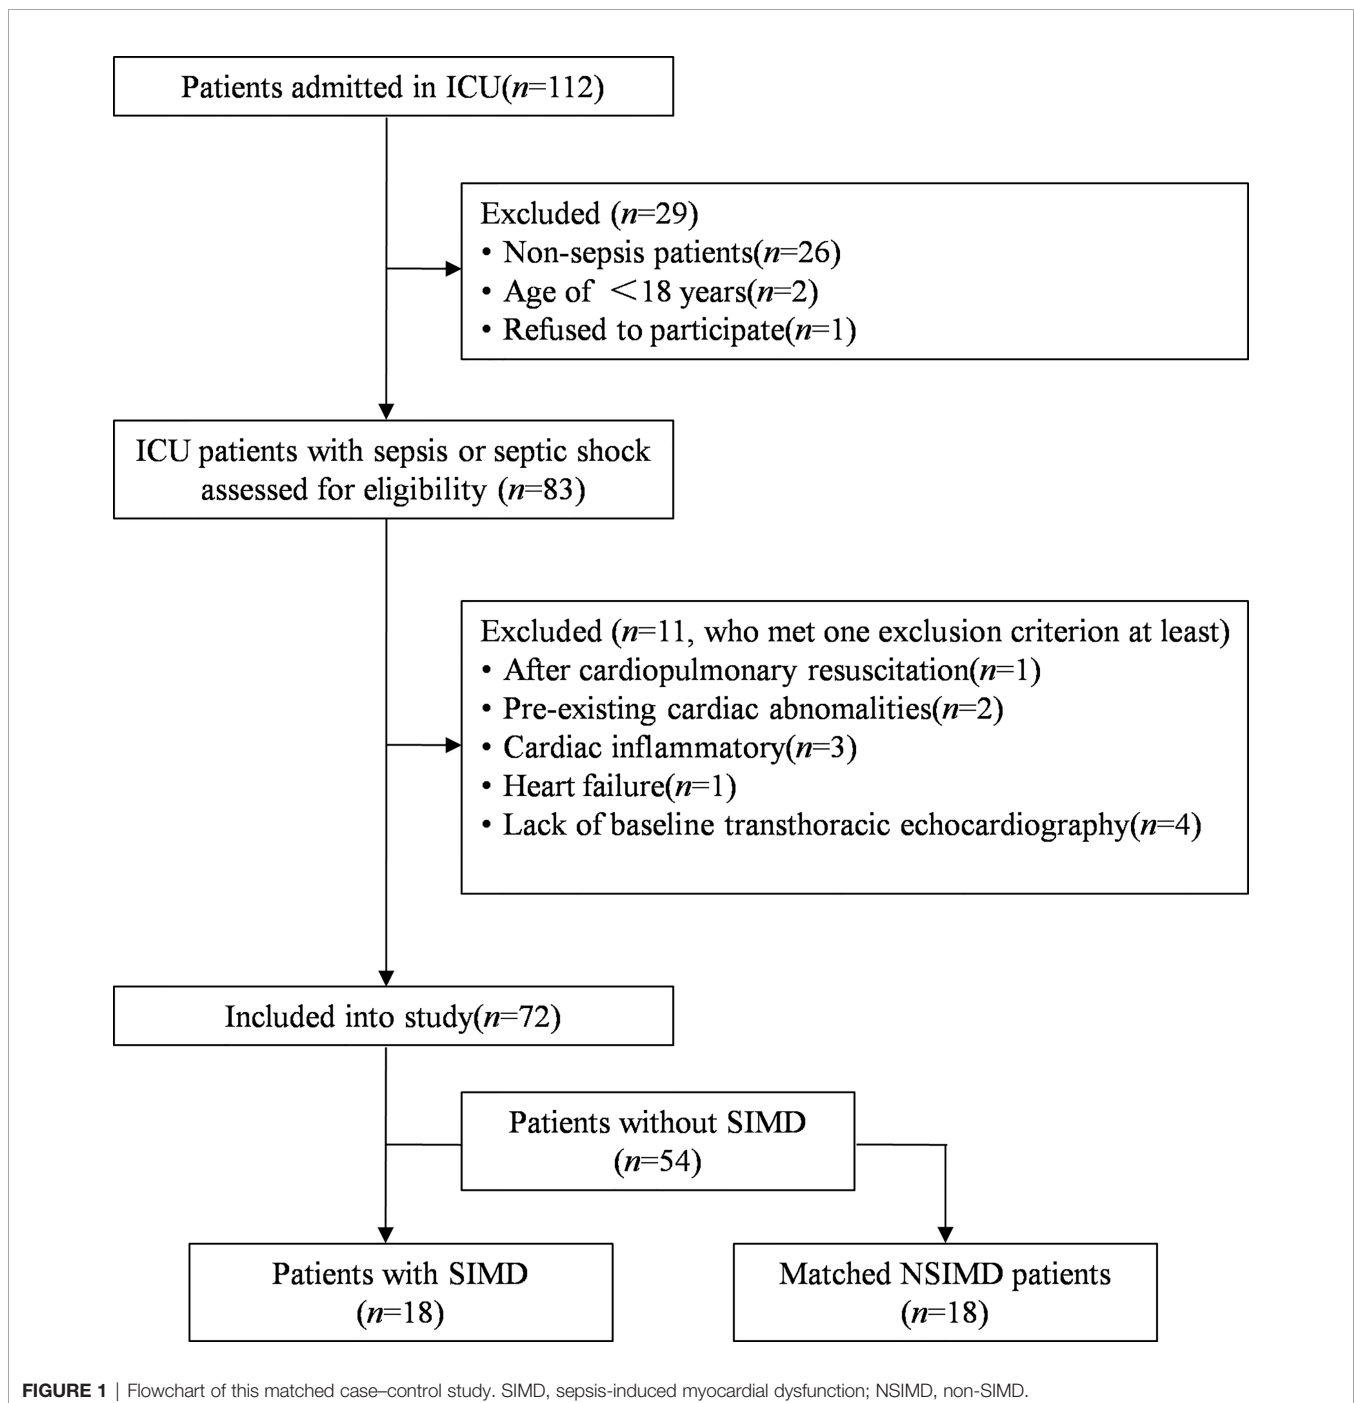 Patients admitted in ICU(n=112)
Excluded (n=29)
• Non-sepsis patients(n=26)
• Age of <18 years(n=2)
• Refused to participate(n=1)
ICU patients with sepsis or septic shock
assessed for eligibility (n=83)
Excluded (n=11, who met one exclusion criterion at least)
• After cardiopulmonary resuscitation(n=1)
• Pre-existing cardiac abnomalities(n=2)
• Cardiac inflammatory(n=3)
• Heart failure(n=1)
• Lack of baseline transthoracic echocardiography(n=4)
Included into study(n=72)
Patients without SIMD
(n=54)
Patients with SIMD
(n=18)
Matched NSIMD patients
(n=18)
FIGURE 1 | Flowchart of this matched case–control study. SIMD, sepsis-induced myocardial dysfunction; NSIMD, non-SIMD.